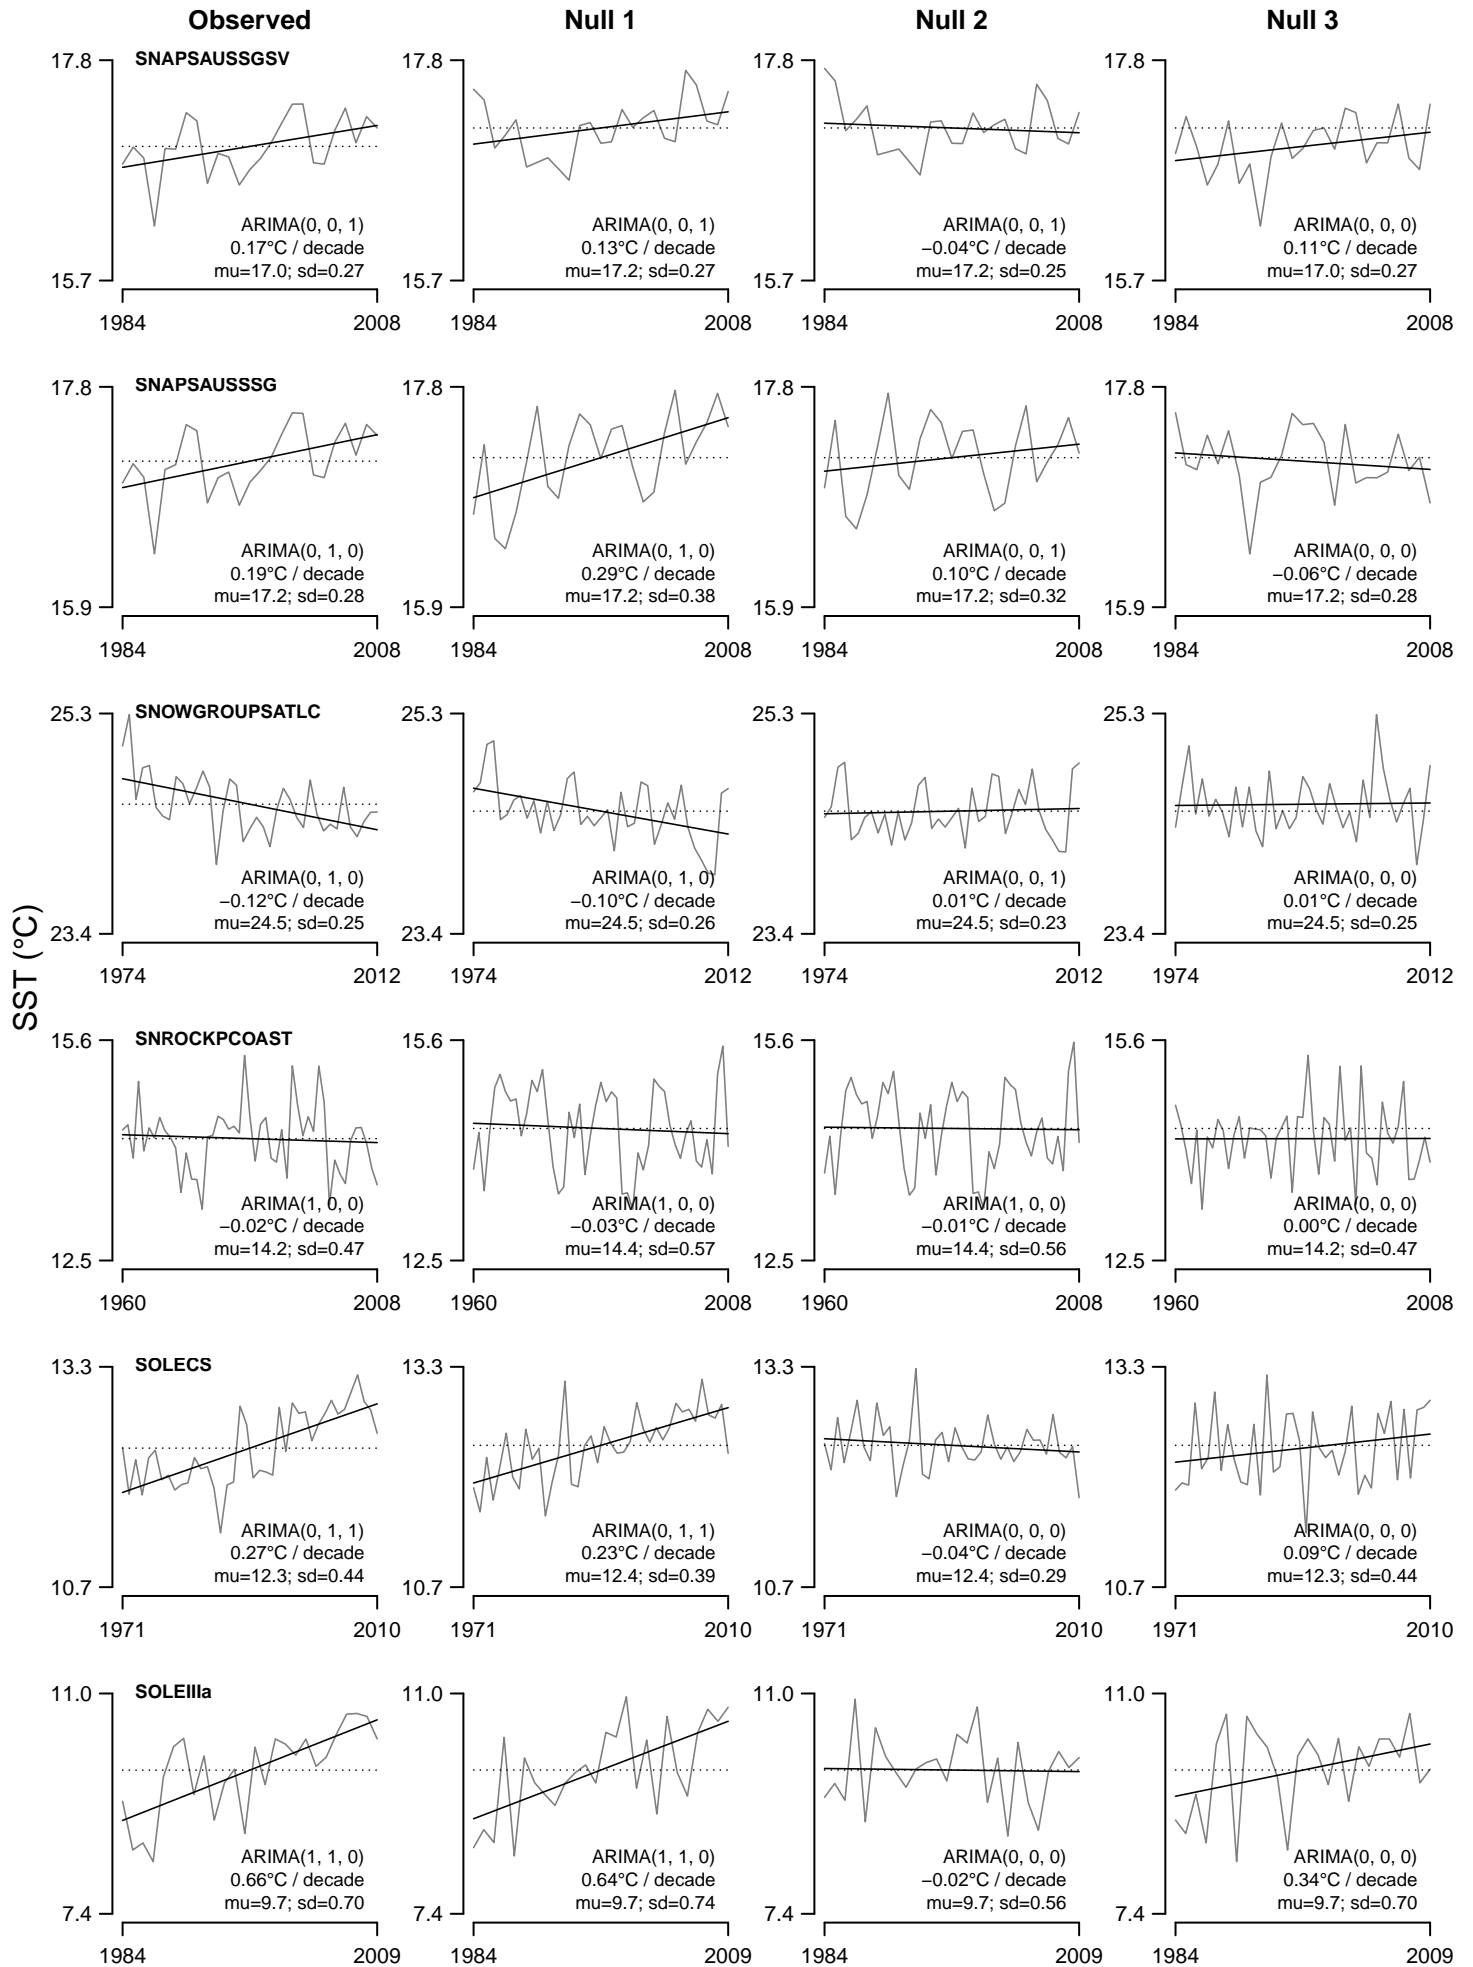 Observed
Null 1
Null 2
Null 3
SST (°C)
SNAPSAUSSGSV
17.8
15.7
ARIMA(0, 0, 1)
0.17°C / decade
mu=17.0; sd=0.27
1984
2008
17.8
15.7
ARIMA(0, 0, 1)
0.13°C / decade
mu=17.2; sd=0.27
1984
2008
17.8
15.7
ARIMA(0, 0, 1)
−0.04°C / decade
mu=17.2; sd=0.25
1984
2008
17.8
15.7
ARIMA(0, 0, 0)
0.11°C / decade
mu=17.0; sd=0.27
1984
2008
SNAPSAUSSSG
17.8
15.9
ARIMA(0, 1, 0)
0.19°C / decade
mu=17.2; sd=0.28
1984
2008
17.8
15.9
ARIMA(0, 1, 0)
0.29°C / decade
mu=17.2; sd=0.38
1984
2008
17.8
15.9
ARIMA(0, 0, 1)
0.10°C / decade
mu=17.2; sd=0.32
1984
2008
17.8
15.9
ARIMA(0, 0, 0)
−0.06°C / decade
mu=17.2; sd=0.28
1984
2008
SNOWGROUPSATLC
25.3
23.4
ARIMA(0, 1, 0)
−0.12°C / decade
mu=24.5; sd=0.25
1974
2012
25.3
23.4
ARIMA(0, 1, 0)
−0.10°C / decade
mu=24.5; sd=0.26
1974
2012
25.3
23.4
ARIMA(0, 0, 1)
0.01°C / decade
mu=24.5; sd=0.23
1974
2012
25.3
23.4
ARIMA(0, 0, 0)
0.01°C / decade
mu=24.5; sd=0.25
1974
2012
SNROCKPCOAST
15.6
12.5
ARIMA(1, 0, 0)
−0.02°C / decade
mu=14.2; sd=0.47
1960
2008
15.6
12.5
ARIMA(1, 0, 0)
−0.03°C / decade
mu=14.4; sd=0.57
1960
2008
15.6
12.5
ARIMA(1, 0, 0)
−0.01°C / decade
mu=14.4; sd=0.56
1960
2008
15.6
12.5
ARIMA(0, 0, 0)
0.00°C / decade
mu=14.2; sd=0.47
1960
2008
SOLECS
13.3
10.7
ARIMA(0, 1, 1)
0.27°C / decade
mu=12.3; sd=0.44
1971
2010
13.3
10.7
ARIMA(0, 1, 1)
0.23°C / decade
mu=12.4; sd=0.39
1971
2010
13.3
10.7
ARIMA(0, 0, 0)
−0.04°C / decade
mu=12.4; sd=0.29
1971
2010
13.3
10.7
ARIMA(0, 0, 0)
0.09°C / decade
mu=12.3; sd=0.44
1971
2010
SOLEIIIa
11.0
7.4
ARIMA(1, 1, 0)
0.66°C / decade
mu=9.7; sd=0.70
1984
2009
11.0
7.4
ARIMA(1, 1, 0)
0.64°C / decade
mu=9.7; sd=0.74
1984
2009
11.0
7.4
ARIMA(0, 0, 0)
−0.02°C / decade
mu=9.7; sd=0.56
1984
2009
11.0
7.4
ARIMA(0, 0, 0)
0.34°C / decade
mu=9.7; sd=0.70
1984
2009